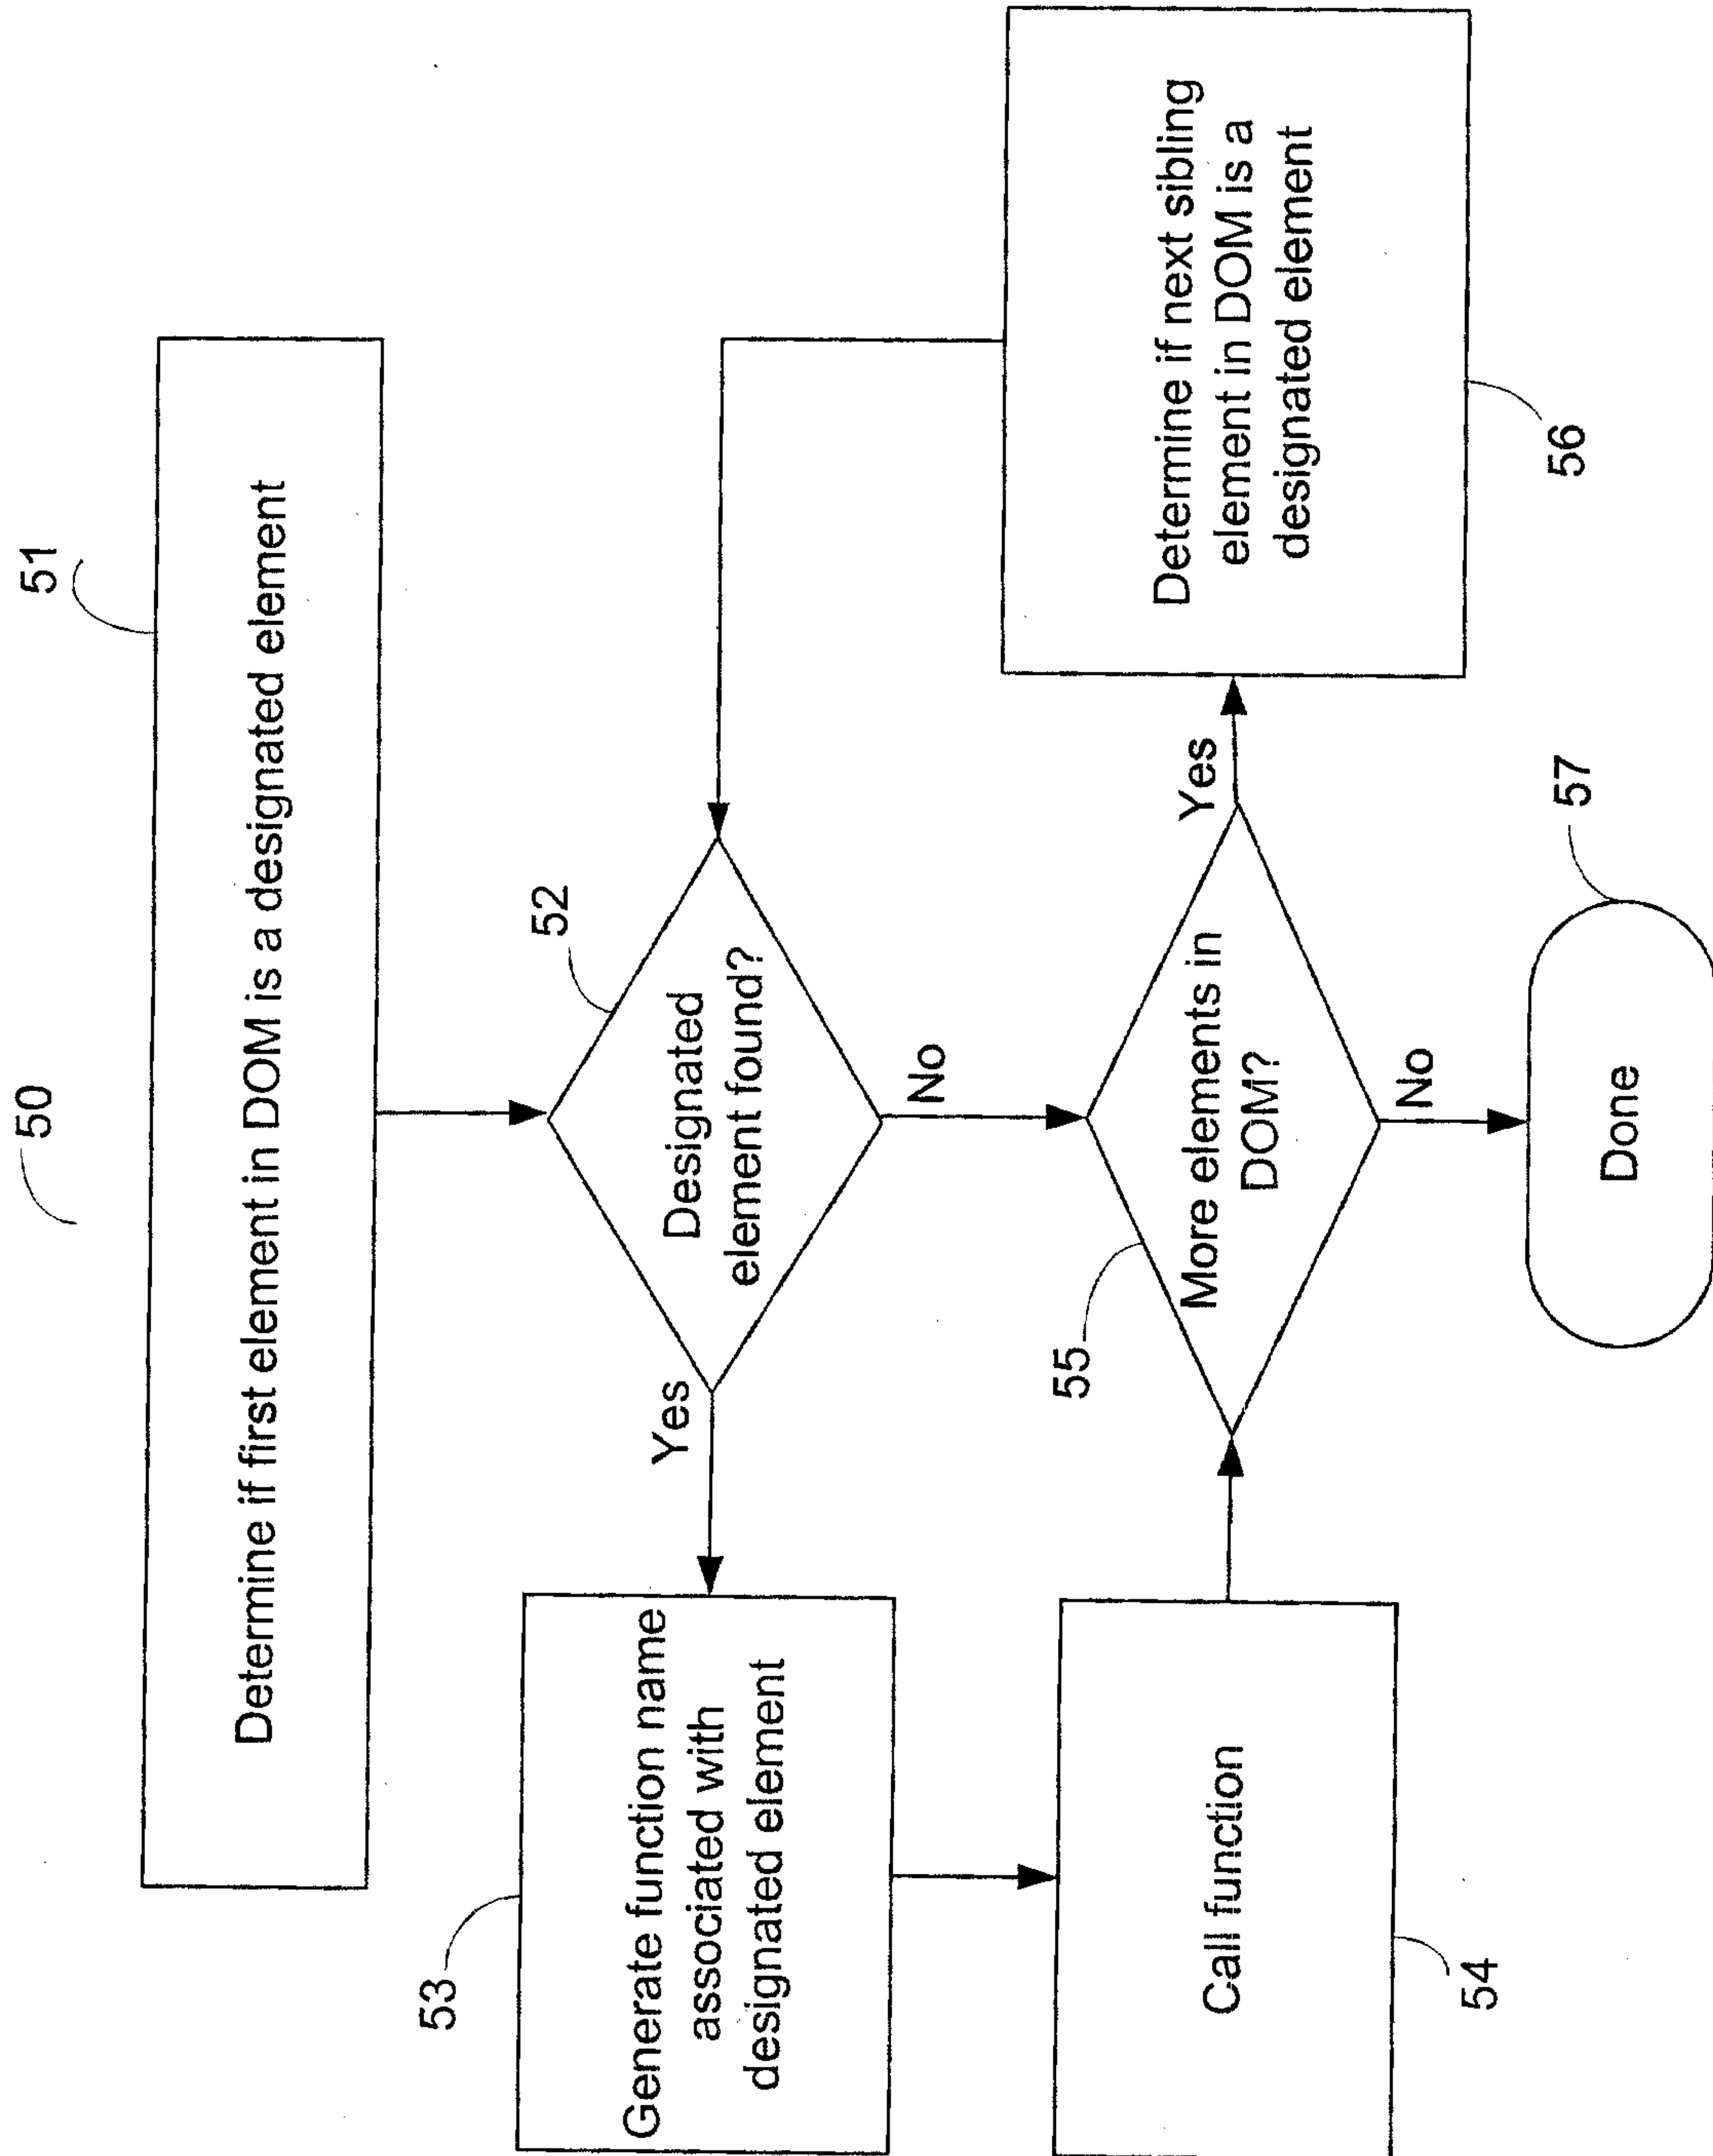 50
51
Determine if first element in DOM is a designated element
52
Designated
element found?
Yes
No
53
Generate function name
associated with
designated element
54
Call function
55
More elements in
DOM?
Yes
No
56
Determine if next sibling
element in DOM is a
designated element
57
Done